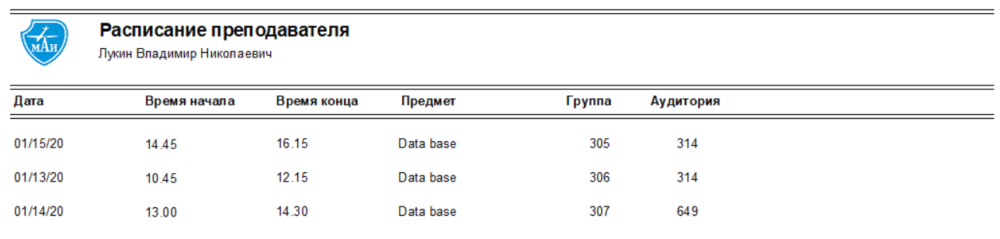 МАИ
Расписание преподавателя
Лукин Владимир Николаевич
Дата Время начала Время конца Предмет Группа Аудитория
01/15/20 14.45 16.15 Data base 305 314
01/13/20 10.45 12.15 Data base 306 314
01/14/20 13.00 14.30 Data base 307 649